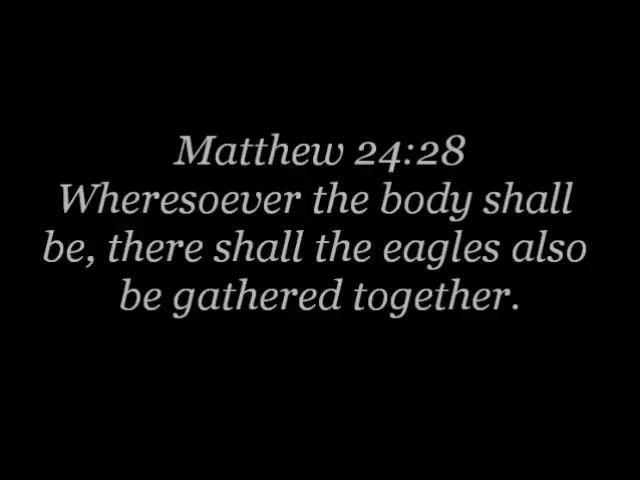 Matthew 24:28
Wheresoever the body shall
be, there shall the eagles also
be gathered together.